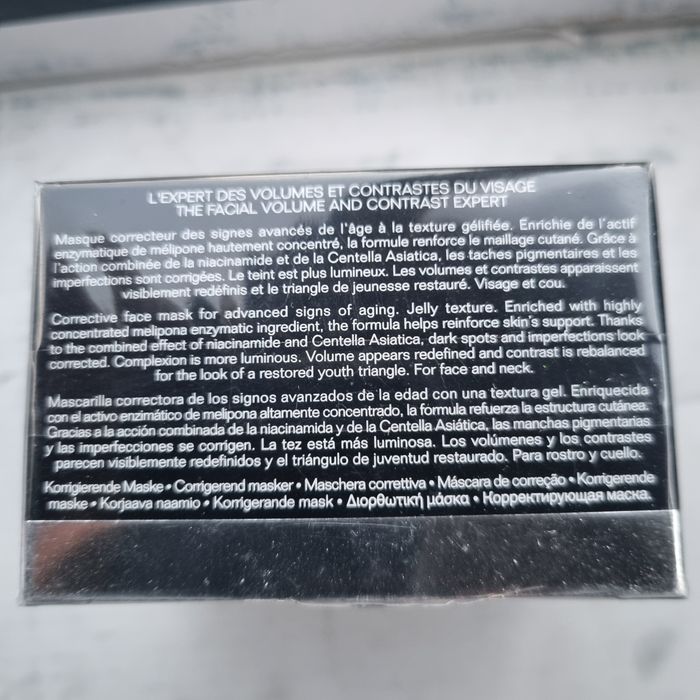 L'EXPERT DES VOLUMES ET CONTRASTES DU VISAGE
THE FACIAL VOLUME AND CONTRAST EXPERT
Masque correcteur des signes avancés de l'âge à la texture gélifiée. Enrichie de l'actif
enzymatique de mélipone hautement concentré, la formule renforce le maillage cutané. Grâce à
l'action combinée de la niacinamide et de la Centella Asiatica, les taches pigmentaires et les
imperfections sont corrigées. Le teint est plus lumineux. Les volumes et contrastes apparaissent
visiblement redéfinis et le triangle de jeunesse restauré. Visage et cou.
Corrective face mask for advanced signs of aging. Jelly texture. Enriched with highly
concentrated melipona enzymatic ingredient, the formula helps reinforce skin's support. Thanks
to the combined effect of niacinamide and Centella Asiatica, dark spots and imperfections look
corrected. Complexion is more luminous. Volume appears redefined and contrast is rebalanced
for the look of a restored youth triangle. For face and neck.
Mascarilla correctora de los signos avanzados de la edad con una textura gel. Enriquecida
con el activo enzimático de melipona altamente concentrado, la formula refuerza la estructura cutánea.
Gracias a la acción combinada de la niacinamida y de la Centella Asiática, las manchas pigmentarias
y las imperfecciones se corrigen. La tez está más luminosa. Los volúmenes y los contrastes
parecen visiblemente redefinidos y el triángulo de juventud restaurado. Para rostro y cuello.
Korrigierende Maske • Corrigerend masker • Maschera correttiva • Máscara de correção • Korrigerende
maske • Korjaava naamio • Korrigerande mask • Διορθωτική μάσκα • Корректирующая маска.